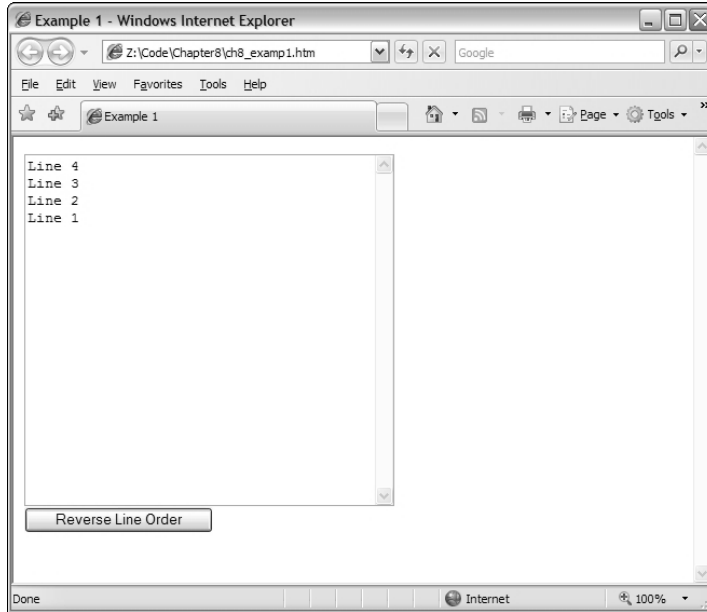 Example 1 - Windows Internet Explorer
Z:\Code\Chapter8\ch8_examp1.htm
Google
File Edit View Favorites Tools Help
Example 1
Page Tools »
Line 4
Line 3
Line 2
Line 1
Reverse Line Order
Done
Internet
100%